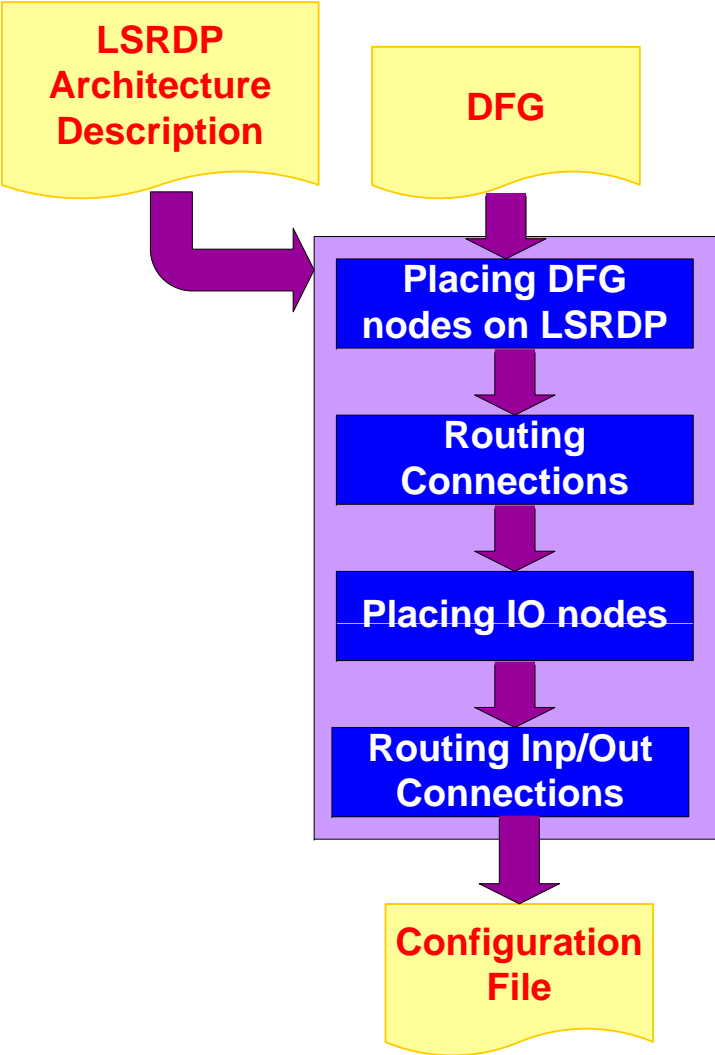 LSRDP
Architecture
Description
DFG
Placing DFG
nodes on LSRDP
Routing
Connections
Placing IO nodes
Routing Inp/Out
Connections
Configuration
File